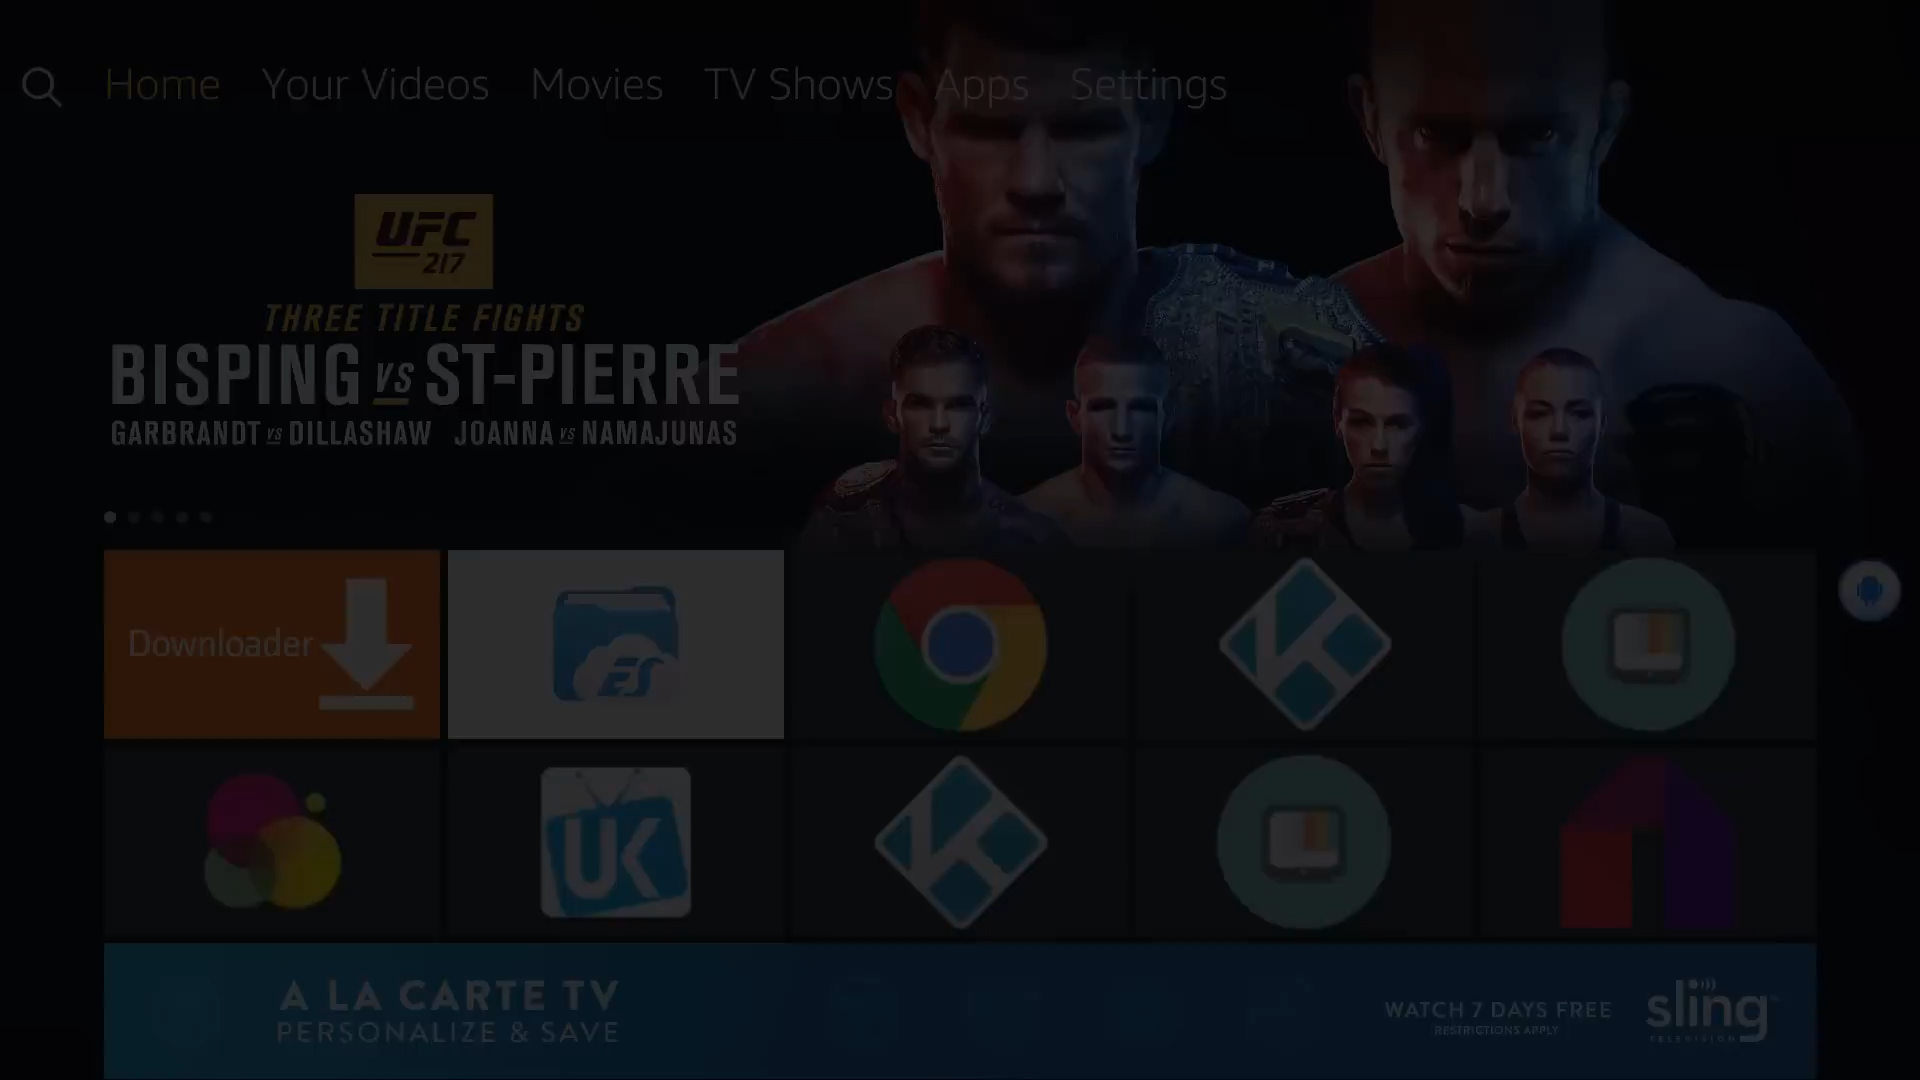 Home Your Videos Movies TV Shows Apps Settings
UFC
217
THREE TITLE FIGHTS
BISPING VS ST-PIERRE
GARBRANDT VS DILLASHAW JOANNA VS NAMAJUNAS
Downloader
ES
UK
A LA CARTE TV
PERSONALIZE & SAVE
WATCH 7 DAYS FREE
RESTRICTIONS APPLY
sling
TELEVISION